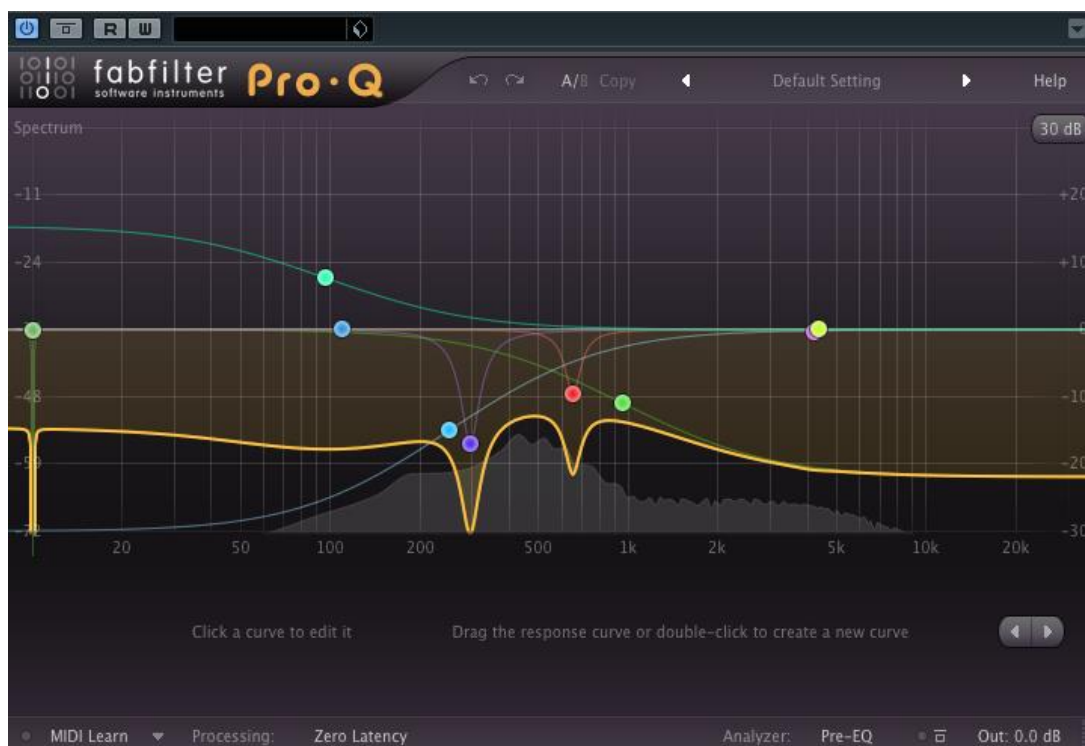 R W
fabfilter Pro·Q
software instruments
A/B Copy Default Setting Help
Spectrum 30 dB
-11 +20
-24 +10
0
-48 -10
-59 -20
-72 -30
20 50 100 200 500 1k 2k 5k 10k 20k
Click a curve to edit it Drag the response curve or double-click to create a new curve
MIDI Learn Processing: Zero Latency Analyzer: Pre-EQ Out: 0.0 dB